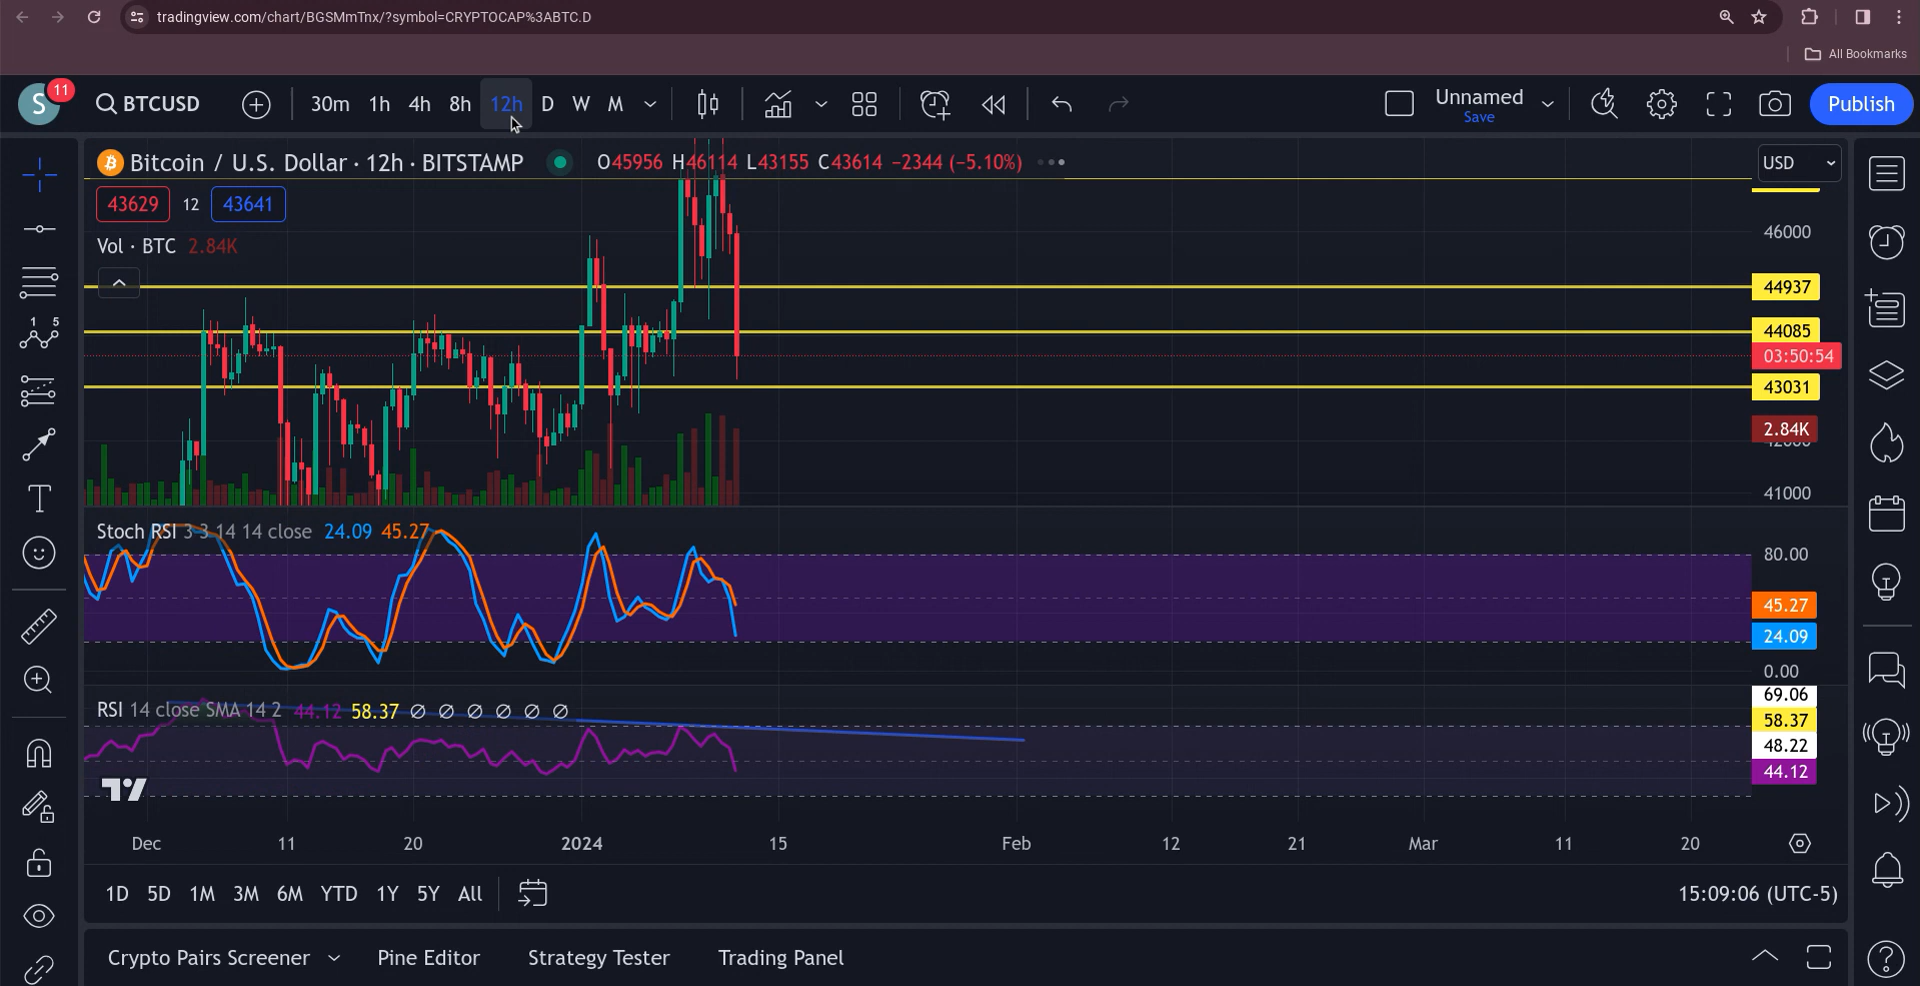 tradingview.com/chart/BGSMmTnx/?symbol=CRYPTOCAP%3ABTC.D
All Bookmarks
S 11 BTCUSD 30m 1h 4h 8h 12h D W M Unnamed Save Publish
Bitcoin / U.S. Dollar · 12h · BITSTAMP O45956 H46114 L43155 C43614 −2344 (−5.10%) USD
43629 12 43641
46000
Vol · BTC 2.84K
44937
1 5
44085
03:50:54
43031
2.84K
41000
Stoch RSI 3 3 14 14 close 24.09 45.27
80.00
45.27
24.09
0.00
69.06
RSI 14 close SMA 14 2 44.12 58.37 ∅ ∅ ∅ ∅ ∅ ∅
58.37
48.22
44.12
Dec 11 20 2024 15 Feb 12 21 Mar 11 20
1D 5D 1M 3M 6M YTD 1Y 5Y All 15:09:06 (UTC-5)
Crypto Pairs Screener Pine Editor Strategy Tester Trading Panel